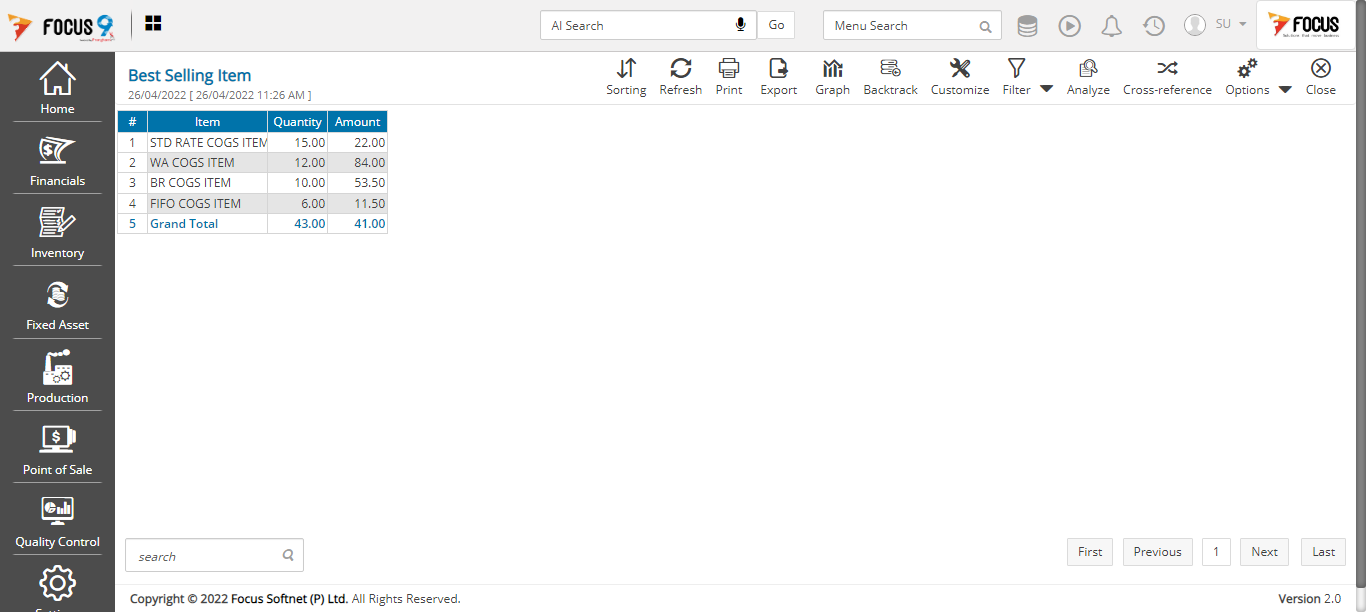 FOCUS 9
AI Search
Go
Menu Search
SU
FOCUS
Best Selling Item
26/04/2022 [ 26/04/2022 11:26 AM ]
Sorting Refresh Print Export Graph Backtrack Customize Filter Analyze Cross-reference Options Close
Home
Financials
Inventory
Fixed Asset
Production
Point of Sale
Quality Control
# Item Quantity Amount
1 STD RATE COGS ITEM 15.00 22.00
2 WA COGS ITEM 12.00 84.00
3 BR COGS ITEM 10.00 53.50
4 FIFO COGS ITEM 6.00 11.50
5 Grand Total 43.00 41.00
search
First Previous 1 Next Last
Copyright © 2022 Focus Softnet (P) Ltd. All Rights Reserved.
Version 2.0